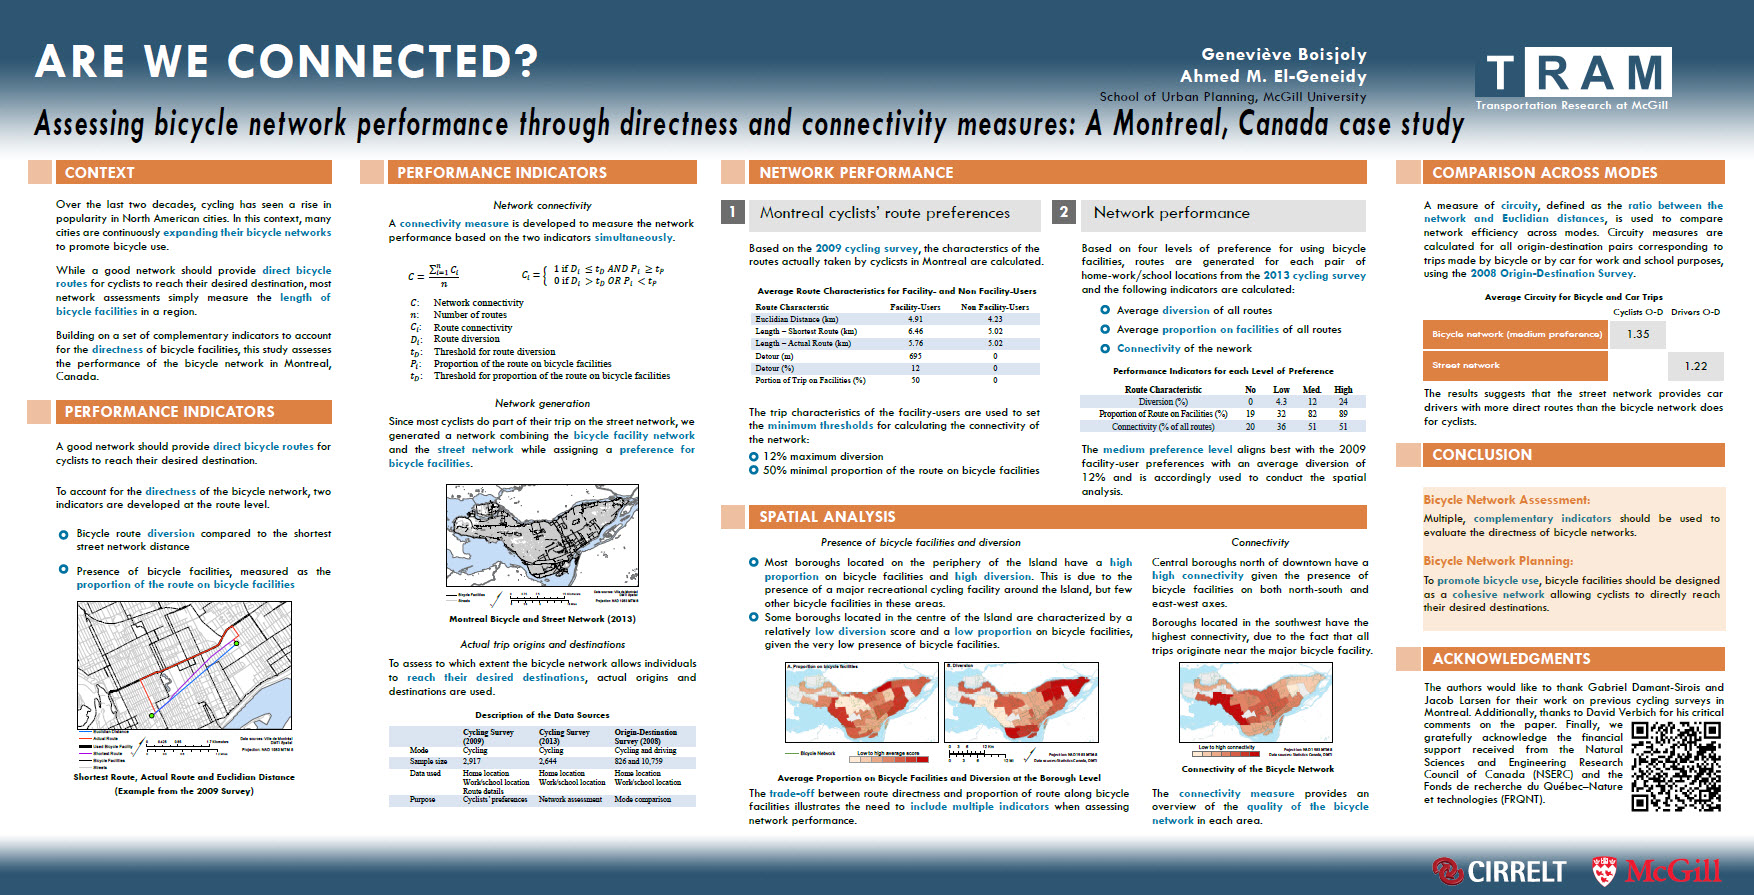 ARE WE CONNECTED?
Assessing bicycle network performance through directness and connectivity measures: A Montreal, Canada case study
Geneviève Boisjoly
Ahmed M. El-Geneidy
School of Urban Planning, McGill University
TRAM
Transportation Research at McGill
CONTEXT
Over the last two decades, cycling has seen a rise in
popularity in North American cities. In this context, many
cities are continuously expanding their bicycle networks
to promote bicycle use.
While a good network should provide direct bicycle
routes for cyclists to reach their desired destination, most
network assessments simply measure the length of
bicycle facilities in a region.
Building on a set of complementary indicators to account
for the directness of bicycle facilities, this study assesses
the performance of the bicycle network in Montreal,
Canada.
PERFORMANCE INDICATORS
A good network should provide direct bicycle routes for
cyclists to reach their desired destination.
To account for the directness of the bicycle network, two
indicators are developed at the route level.
Bicycle route diversion compared to the shortest
street network distance
Presence of bicycle facilities, measured as the
proportion of the route on bicycle facilities
Euclidian Distance
Actual Route
Used Bicycle Facility
Shortest Route
Bicycle Facilities
Streets
Shortest Route, Actual Route and Euclidian Distance
(Example from the 2009 Survey)
PERFORMANCE INDICATORS
Network connectivity
A connectivity measure is developed to measure the network
performance based on the two indicators simultaneously.
C = ∑ⁿᵢ₌₁ Cᵢ / n
Cᵢ = { 1 if Dᵢ ≤ t_D AND Pᵢ ≥ t_P
0 if Dᵢ > t_D OR Pᵢ < t_P
C: Network connectivity
n: Number of routes
Cᵢ: Route connectivity
Dᵢ: Route diversion
t_D: Threshold for route diversion
Pᵢ: Proportion of the route on bicycle facilities
t_D: Threshold for proportion of the route on bicycle facilities
Network generation
Since most cyclists do part of their trip on the street network, we
generated a network combining the bicycle facility network
and the street network while assigning a preference for
bicycle facilities.
Bicycle Facilities
Streets
Montreal Bicycle and Street Network (2013)
Actual trip origins and destinations
To assess to which extent the bicycle network allows individuals
to reach their desired destinations, actual origins and
destinations are used.
Description of the Data Sources
Cycling Survey (2009) Cycling Survey (2013) Origin-Destination Survey (2008)
Mode Cycling Cycling Cycling and driving
Sample size 2,917 2,644 826 and 10,759
Data used Home location Home location Home location
Work/school location Work/school location Work/school location
Route details
Purpose Cyclists' preferences Network assessment Mode comparison
NETWORK PERFORMANCE
1 Montreal cyclists' route preferences
Based on the 2009 cycling survey, the characterstics of the
routes actually taken by cyclicsts in Montreal are calculated.
Average Route Characteristics for Facility- and Non Facility-Users
Route Characterstic Facility-Users Non Facility-Users
Euclidian Distance (km) 4.91 4.23
Length – Shortest Route (km) 6.46 5.02
Length – Actual Route (km) 5.76 5.02
Detour (m) 695 0
Detour (%) 12 0
Portion of Trip on Facilities (%) 50 0
The trip characteristics of the facility-users are used to set
the minimum thresholds for calculating the connectivity of
the network:
12% maximum diversion
50% minimal proportion of the route on bicycle facilities
2 Network performance
Based on four levels of preference for using bicycle
facilities, routes are generated for each pair of
home-work/school locations from the 2013 cycling survey
and the following indicators are calculated:
Average diversion of all routes
Average proportion on facilities of all routes
Connectivity of the nework
Performance Indicators for each Level of Preference
Route Characteristic No Low Med. High
Diversion (%) 0 4.3 12 24
Proportion of Route on Facilities (%) 19 32 82 89
Connectivity (% of all routes) 20 36 51 51
The medium preference level aligns best with the 2009
facility-user preferences with an average diversion of
12% and is accordingly used to conduct the spatial
analysis.
SPATIAL ANALYSIS
Presence of bicycle facilities and diversion
Most boroughs located on the periphery of the Island have a high
proportion on bicycle facilities and high diversion. This is due to the
presence of a major recreational cycling facility around the Island, but few
other bicycle facilities in these areas.
Some boroughs located in the centre of the Island are characterized by a
relatively low diversion score and a low proportion on bicycle facilities,
given the very low presence of bicycle facilities.
A. Proportion on bicycle facilities
B. Diversion
Bicycle Network
Low to high average score
Average Proportion on Bicycle Facilities and Diversion at the Borough Level
The trade-off between route directness and proportion of route along bicycle
facilities illustrates the need to include multiple indicators when assessing
network performance.
Connectivity
Central boroughs north of downtown have a
high connectivity given the presence of
bicycle facilities on both north-south and
east-west axes.
Boroughs located in the southwest have the
highest connectivity, due to the fact that all
trips originate near the major bicycle facility.
Low to high connectivity
Connectivity of the Bicycle Network
The connectivity measure provides an
overview of the quality of the bicycle
network in each area.
COMPARISON ACROSS MODES
A measure of circuity, defined as the ratio between the
network and Euclidian distances, is used to compare
network efficiency across modes. Circuity measures are
calculated for all origin-destination pairs corresponding to
trips made by bicycle or by car for work and school purposes,
using the 2008 Origin-Destination Survey.
Average Circuity for Bicycle and Car Trips
Cyclists O-D Drivers O-D
Bicycle network (medium preference) 1.35
Street network 1.22
The results suggests that the street network provides car
drivers with more direct routes than the bicycle network does
for cyclists.
CONCLUSION
Bicycle Network Assessment:
Multiple, complementary indicators should be used to
evaluate the directness of bicycle networks.
Bicycle Network Planning:
To promote bicycle use, bicycle facilities should be designed
as a cohesive network allowing cyclists to directly reach
their desired destinations.
ACKNOWLEDGMENTS
The authors would like to thank Gabriel Damant-Sirois and
Jacob Larsen for their work on previous cycling surveys in
Montreal. Additionally, thanks to David Verbich for his critical
comments on the paper. Finally, we
gratefully acknowledge the financial
support received from the Natural
Sciences and Engineering Research
Council of Canada (NSERC) and the
Fonds de recherche du Québec–Nature
et technologies (FRQNT).
CIRRELT
McGill